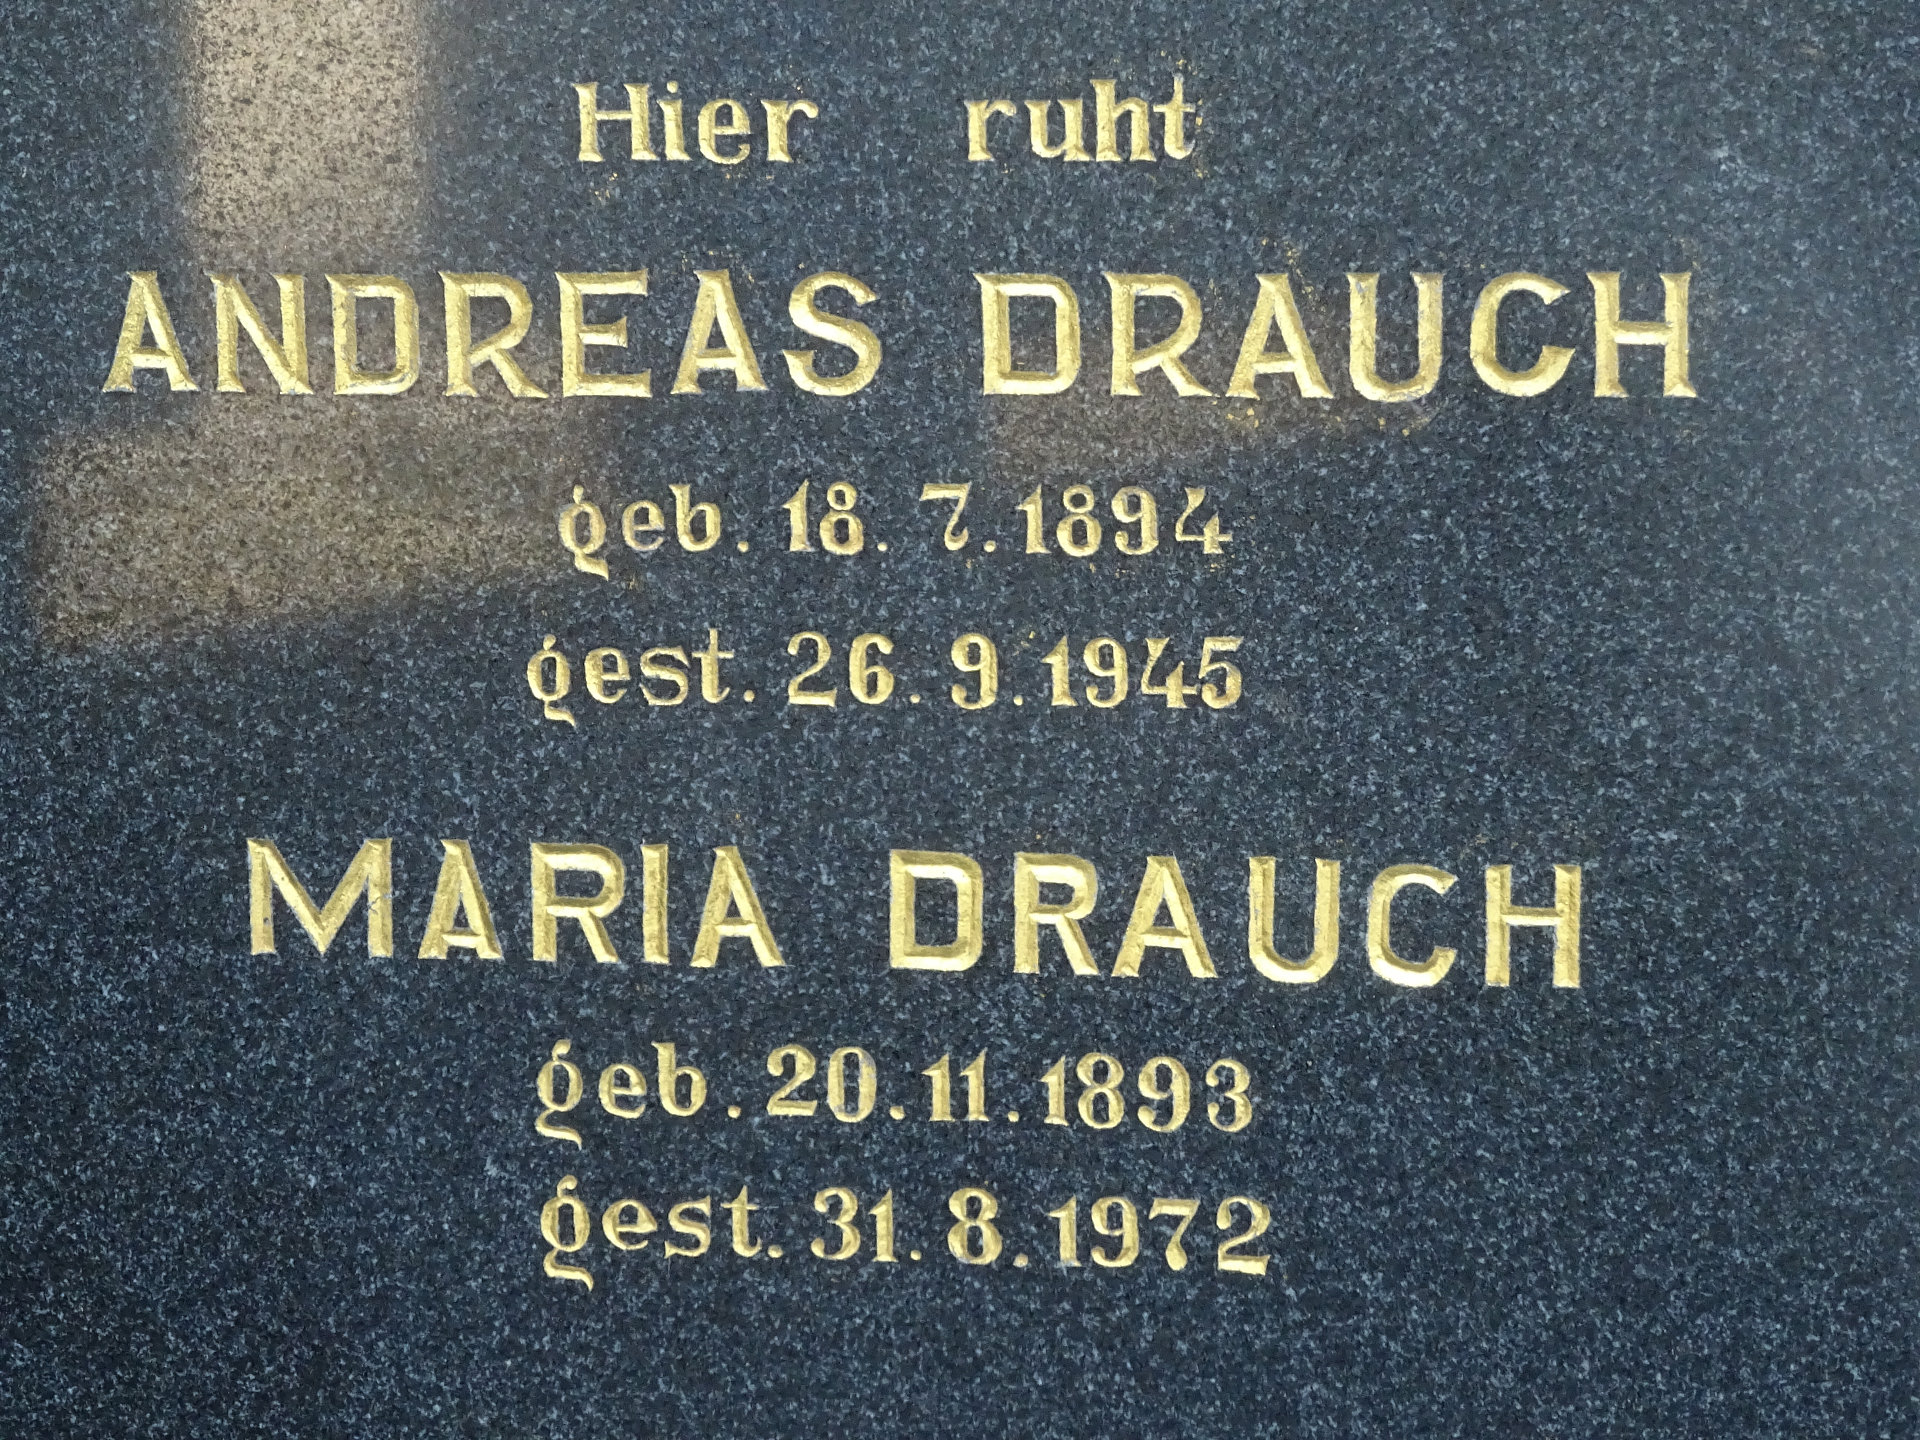 Hier ruht
ANDREAS DRAUCH
geb. 18. 7. 1894
gest. 26. 9. 1945
MARIA DRAUCH
geb. 20. 11. 1893
gest. 31. 8. 1972